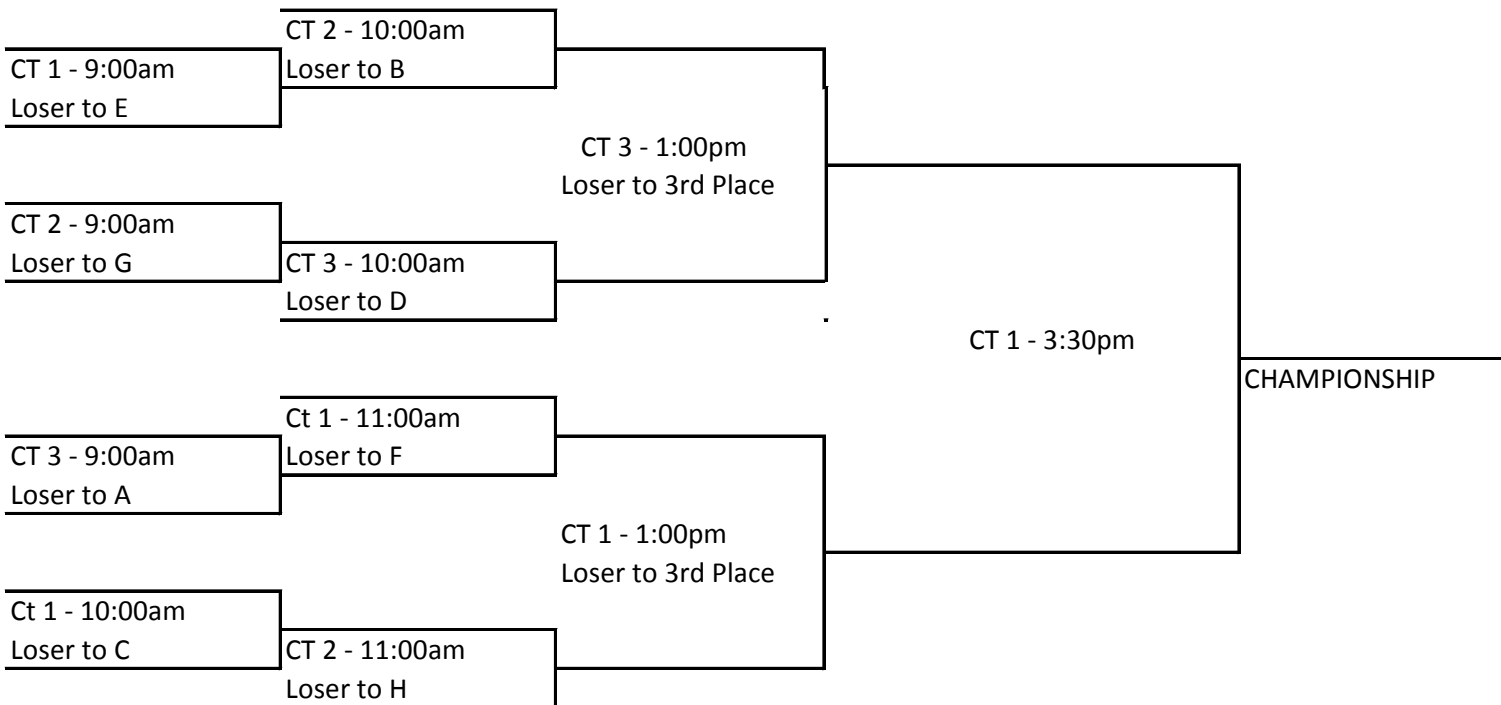 CT 2 - 10:00am
Loser to B
CT 1 - 9:00am
Loser to E
CT 3 - 1:00pm
Loser to 3rd Place
CT 2 - 9:00am
Loser to G
CT 3 - 10:00am
Loser to D
CT 1 - 3:30pm
CHAMPIONSHIP
Ct 1 - 11:00am
Loser to F
CT 3 - 9:00am
Loser to A
CT 1 - 1:00pm
Loser to 3rd Place
Ct 1 - 10:00am
Loser to C
CT 2 - 11:00am
Loser to H